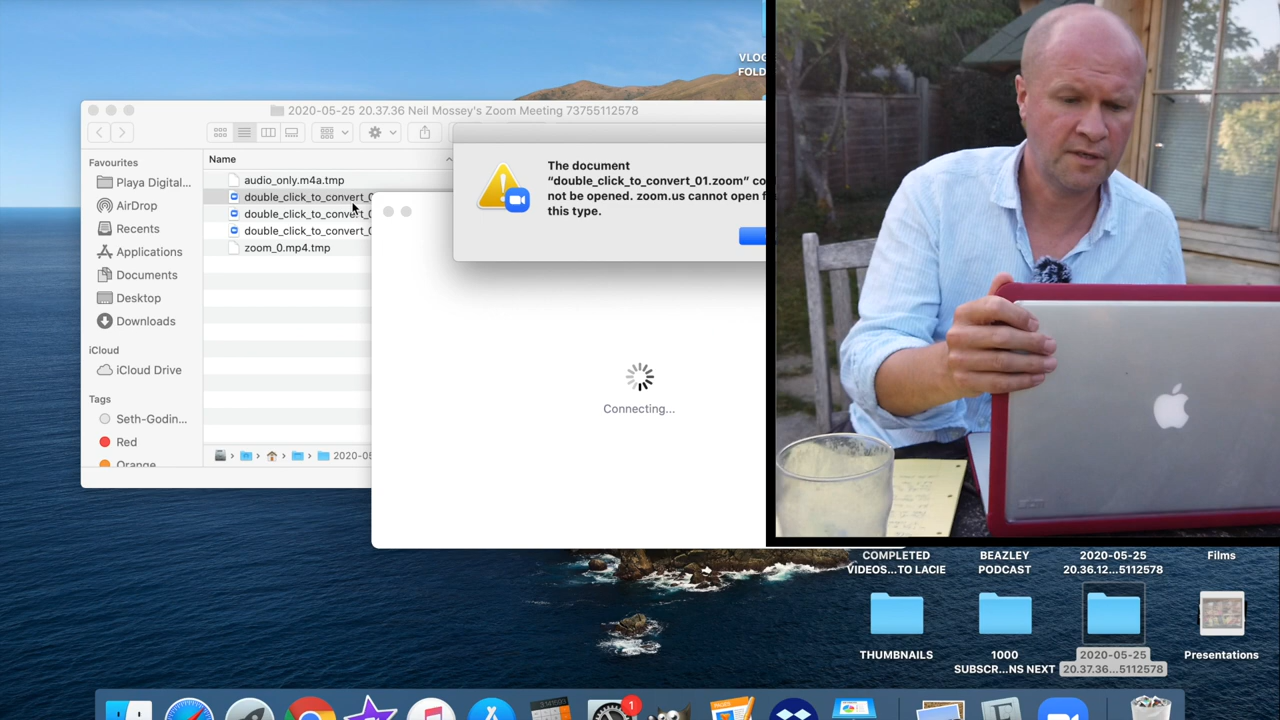 VLOG
FOLD
2020-05-25 20.37.36 Neil Mossey's Zoom Meeting 73755112578
Favourites
Playa Digital...
AirDrop
Recents
Applications
Documents
Desktop
Downloads
iCloud
iCloud Drive
Tags
Seth-Godin...
Red
Orange
Name
audio_only.m4a.tmp
double_click_to_convert_0
double_click_to_convert_0
double_click_to_convert_0
zoom_0.mp4.tmp
2020-05
The document
“double_click_to_convert_01.zoom” co
not be opened. zoom.us cannot open f
this type.
Connecting...
COMPLETED
VIDEOS...TO LACIE
BEAZLEY
PODCAST
2020-05-25
20.36.12...5112578
Films
THUMBNAILS
1000
SUBSCR...NS NEXT
2020-05-25
20.37.36...5112578
Presentations
1